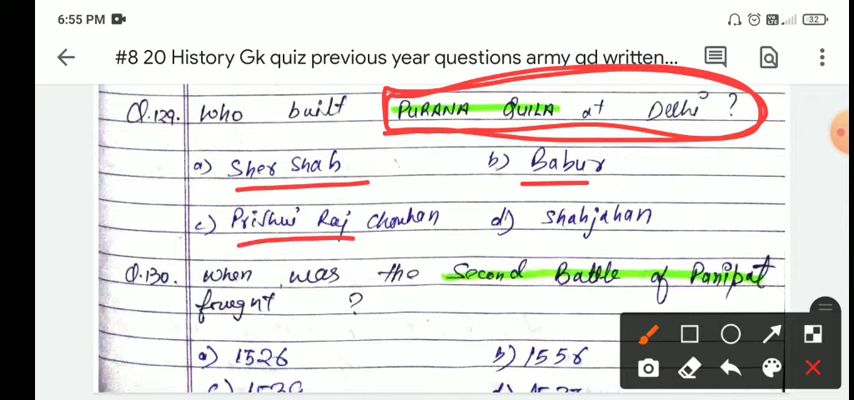 6:55 PM
32
#8 20 History Gk quiz previous year questions army gd written...
Q.129. Who built PURANA QUILA at Delhi ?
a) Sher Shah b) Babur
c) Prithvi Raj Chouhan d) Shahjahan
Q.130. When was the Second Battle of Panipat
fought ?
a) 1526 b) 1556